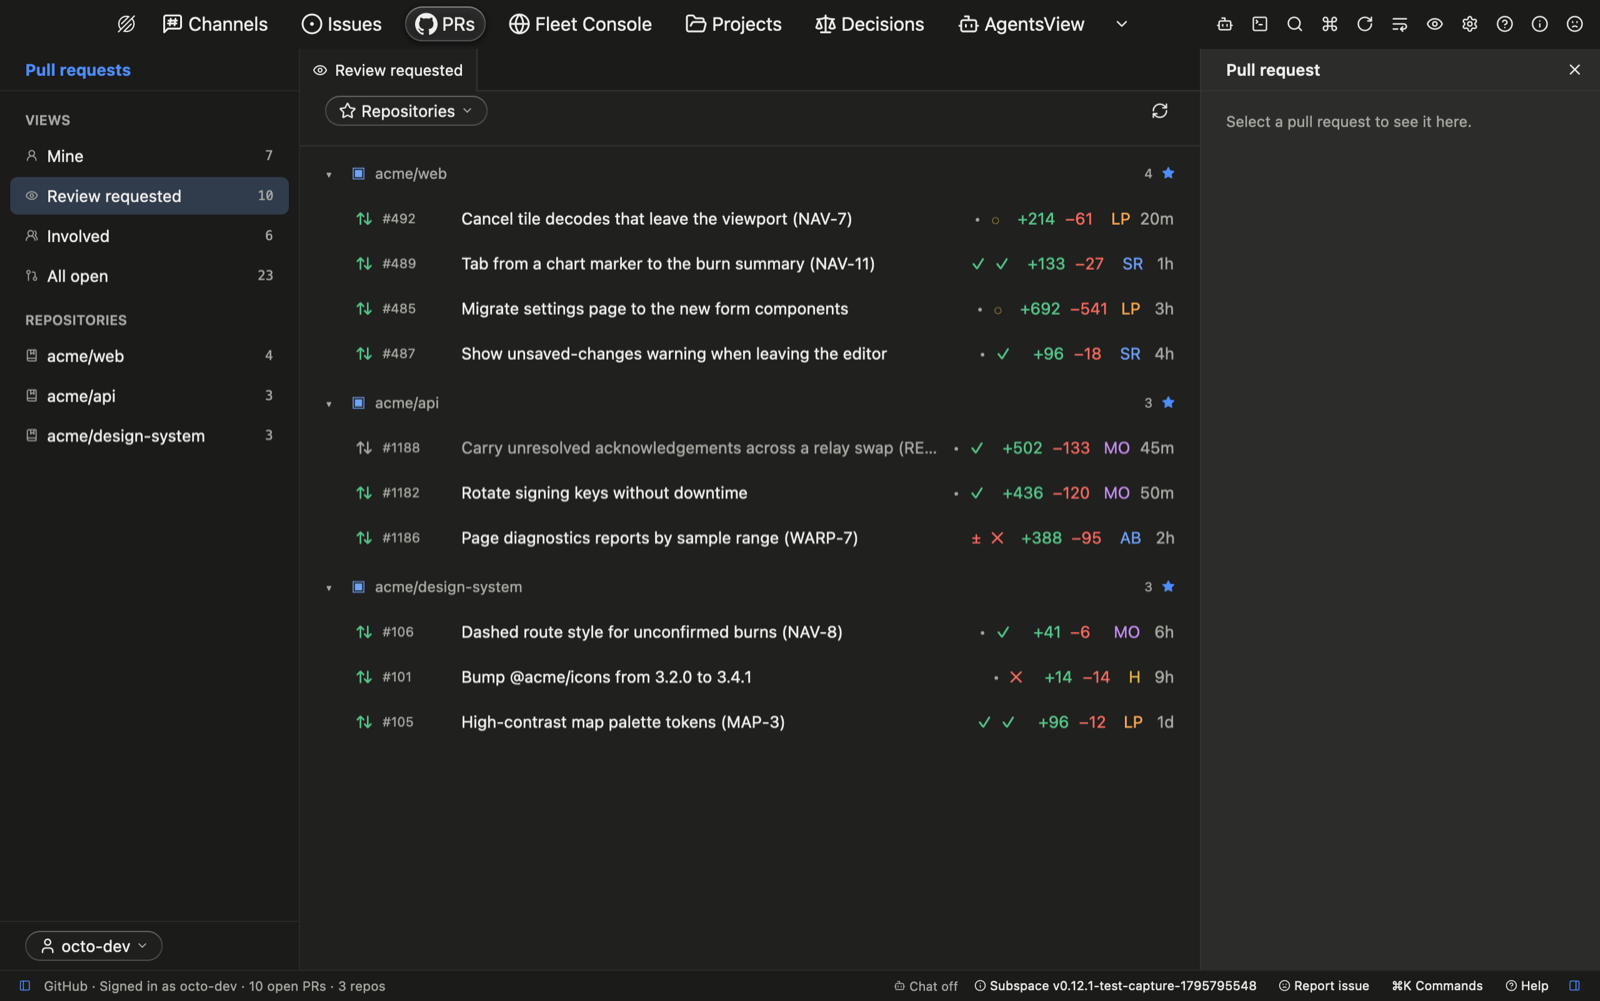 Channels Issues PRs Fleet Console Projects Decisions AgentsView
Pull requests
Review requested
Pull request
Repositories
Select a pull request to see it here.
VIEWS
Mine 7
Review requested 10
Involved 6
All open 23
REPOSITORIES
acme/web 4
acme/api 3
acme/design-system 3
acme/web 4
#492 Cancel tile decodes that leave the viewport (NAV-7) +214 −61 LP 20m
#489 Tab from a chart marker to the burn summary (NAV-11) +133 −27 SR 1h
#485 Migrate settings page to the new form components +692 −541 LP 3h
#487 Show unsaved-changes warning when leaving the editor +96 −18 SR 4h
acme/api 3
#1188 Carry unresolved acknowledgements across a relay swap (RE... +502 −133 MO 45m
#1182 Rotate signing keys without downtime +436 −120 MO 50m
#1186 Page diagnostics reports by sample range (WARP-7) ± +388 −95 AB 2h
acme/design-system 3
#106 Dashed route style for unconfirmed burns (NAV-8) +41 −6 MO 6h
#101 Bump @acme/icons from 3.2.0 to 3.4.1 +14 −14 H 9h
#105 High-contrast map palette tokens (MAP-3) +96 −12 LP 1d
octo-dev
GitHub · Signed in as octo-dev · 10 open PRs · 3 repos
Chat off Subspace v0.12.1-test-capture-1795795548 Report issue ⌘K Commands Help